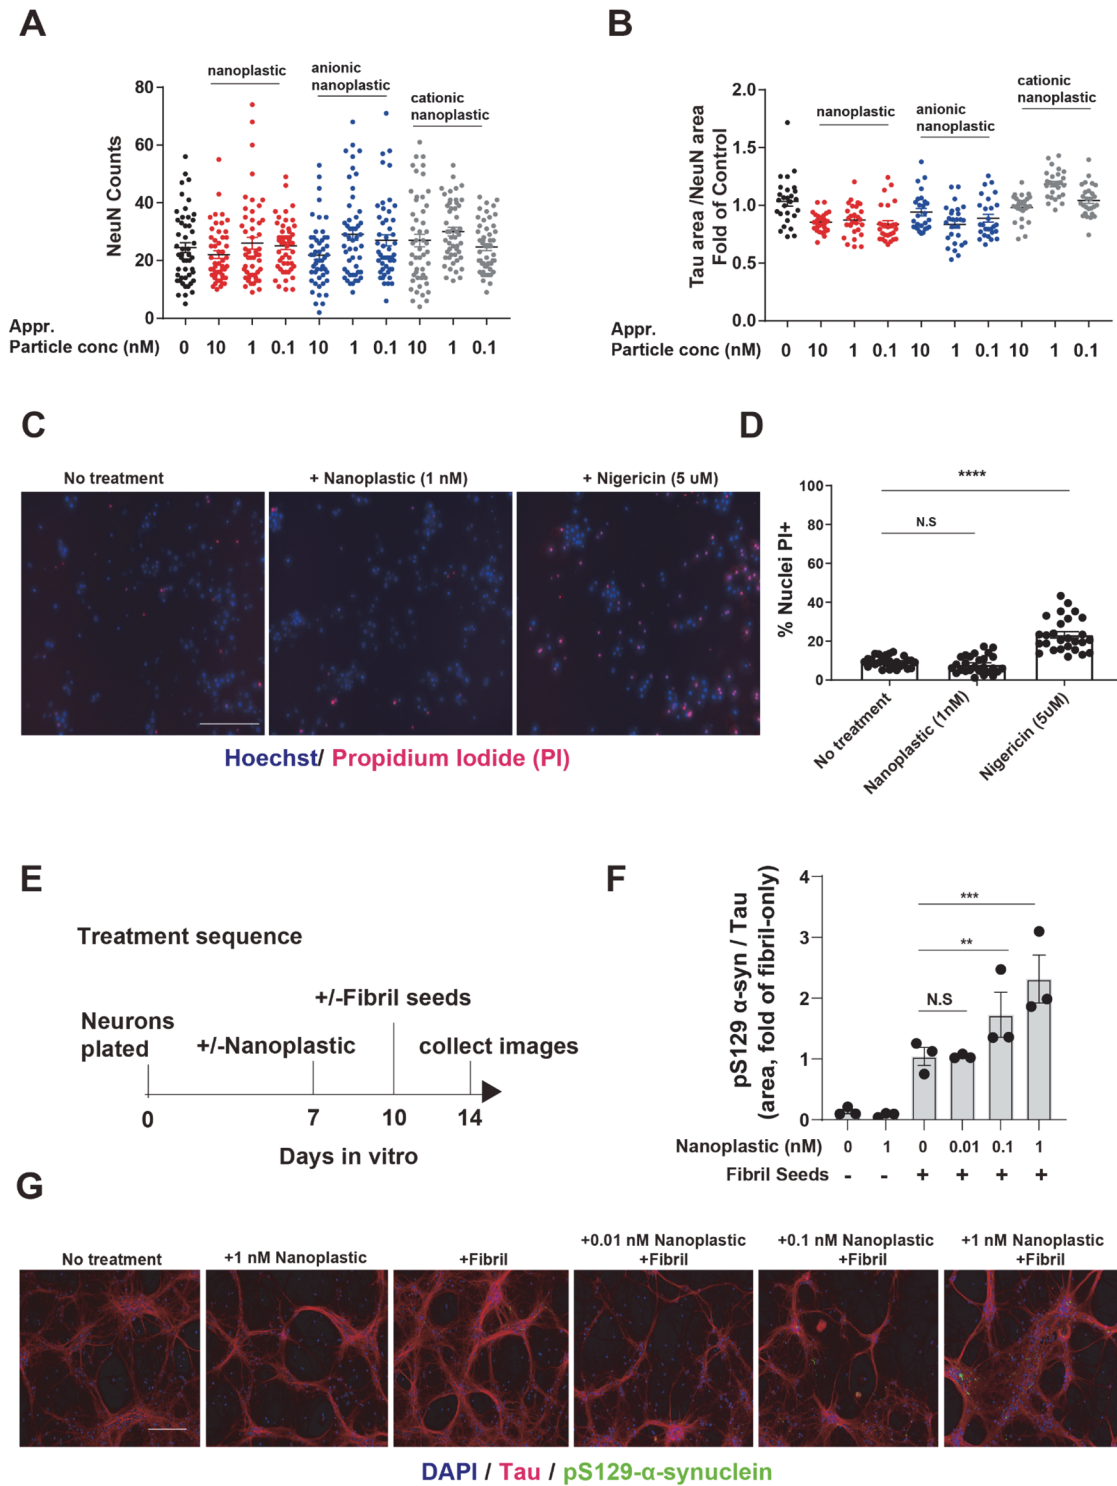 A
nanoplastic
anionic
nanoplastic
cationic
nanoplastic
NeuN Counts
80
60
40
20
0
Appr.
Particle conc (nM)
0 10 1 0.1 10 1 0.1 10 1 0.1
B
nanoplastic
anionic
nanoplastic
cationic
nanoplastic
Tau area /NeuN area
Fold of Control
2.0
1.5
1.0
0.5
0.0
Appr.
Particle conc (nM)
0 10 1 0.1 10 1 0.1 10 1 0.1
C
No treatment
+ Nanoplastic (1 nM)
+ Nigericin (5 uM)
Hoechst/ Propidium Iodide (PI)
D
% Nuclei PI+
100
80
60
40
20
0
****
N.S
No treatment
Nanoplastic (1nM)
Nigericin (5uM)
E
Treatment sequence
+/-Fibril seeds
Neurons
plated
+/-Nanoplastic
collect images
0 7 10 14
Days in vitro
F
pS129 α-syn / Tau
(area, fold of fibril-only)
4
3
2
1
0
***
**
N.S
Nanoplastic (nM) 0 1 0 0.01 0.1 1
Fibril Seeds - - + + + +
G
No treatment
+1 nM Nanoplastic
+Fibril
+0.01 nM Nanoplastic
+Fibril
+0.1 nM Nanoplastic
+Fibril
+1 nM Nanoplastic
+Fibril
DAPI / Tau / pS129-α-synuclein